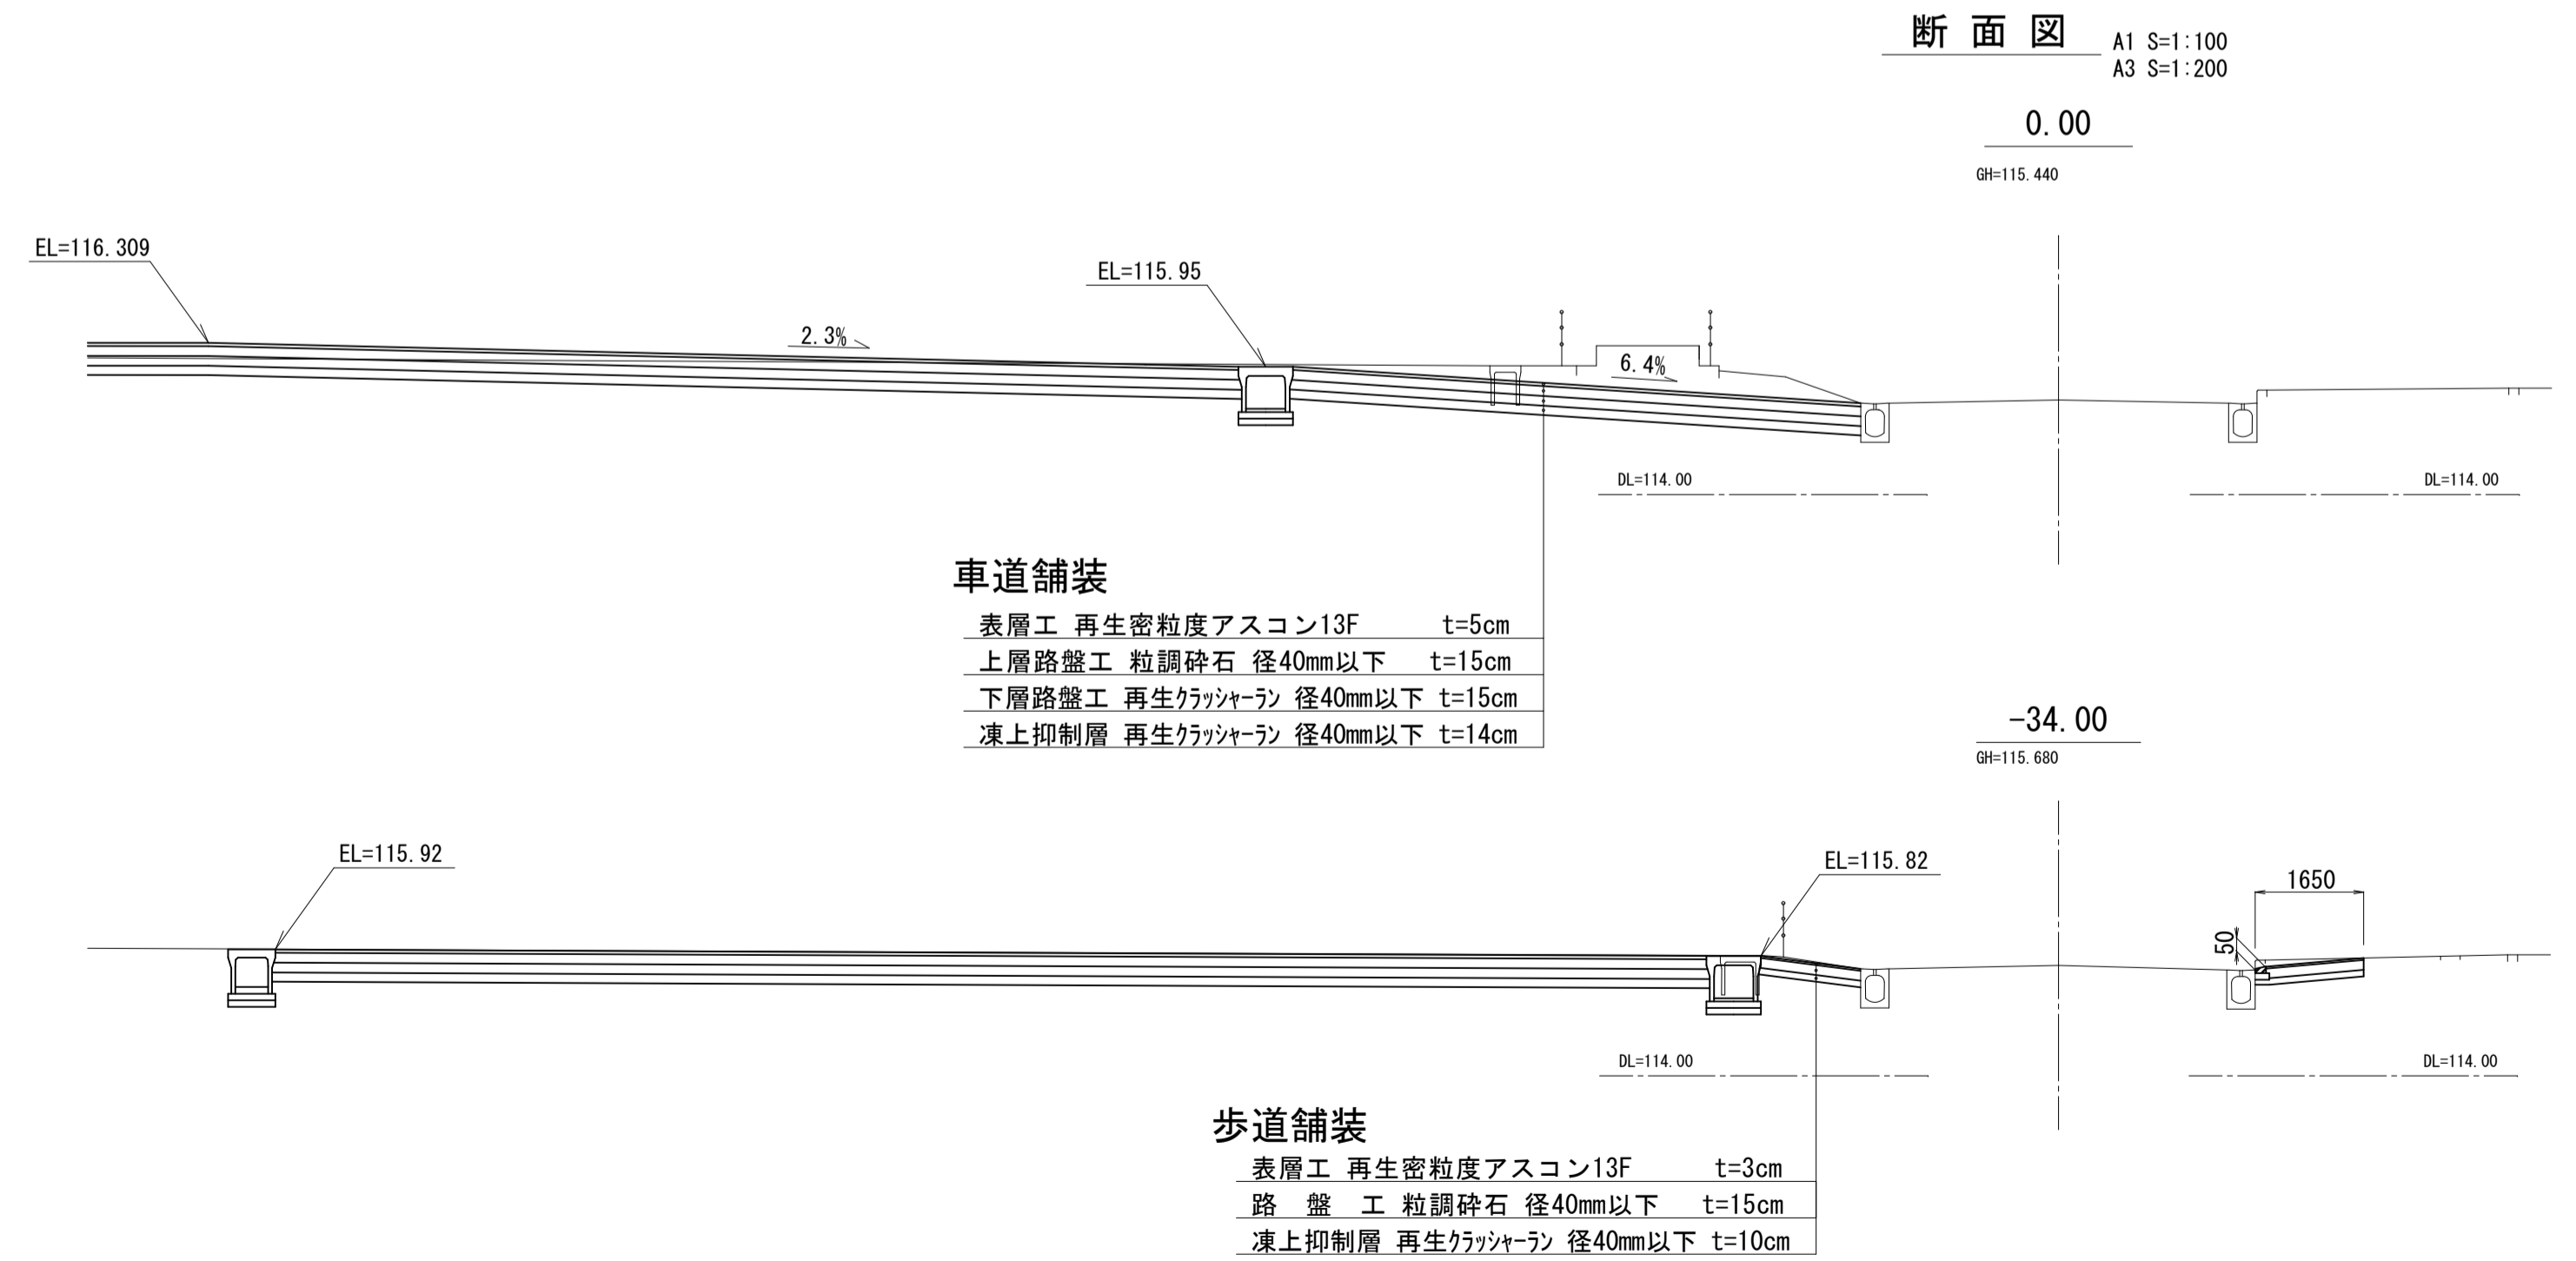 断 面 図
A1 S=1:100
A3 S=1:200
0.00
GH=115.440
EL=116.309
EL=115.95
2.3%
6.4%
DL=114.00
DL=114.00
車道舗装
表層工 再生密粒度アスコン13F t=5cm
上層路盤工 粒調砕石 径40mm以下 t=15cm
下層路盤工 再生ｸﾗｯｼｬｰﾗﾝ 径40mm以下 t=15cm
凍上抑制層 再生ｸﾗｯｼｬｰﾗﾝ 径40mm以下 t=14cm
-34.00
GH=115.680
EL=115.92
EL=115.82
1650
50
DL=114.00
DL=114.00
歩道舗装
表層工 再生密粒度アスコン13F t=3cm
路 盤 工 粒調砕石 径40mm以下 t=15cm
凍上抑制層 再生ｸﾗｯｼｬｰﾗﾝ 径40mm以下 t=10cm